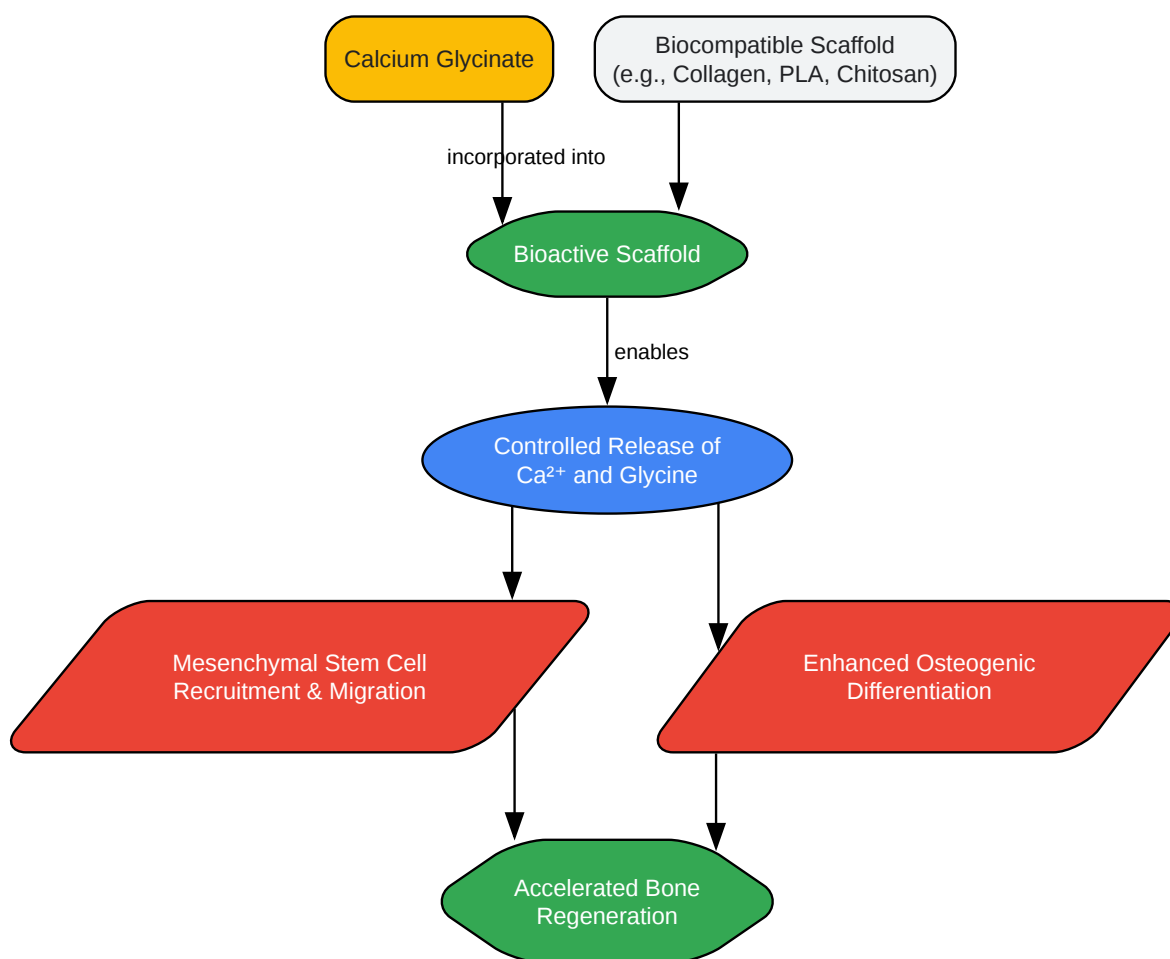 Calcium Glycinate
Biocompatible Scaffold
(e.g., Collagen, PLA, Chitosan)
incorporated into
Bioactive Scaffold
enables
Controlled Release of
Ca²⁺ and Glycine
Mesenchymal Stem Cell
Recruitment & Migration
Enhanced Osteogenic
Differentiation
Accelerated Bone
Regeneration